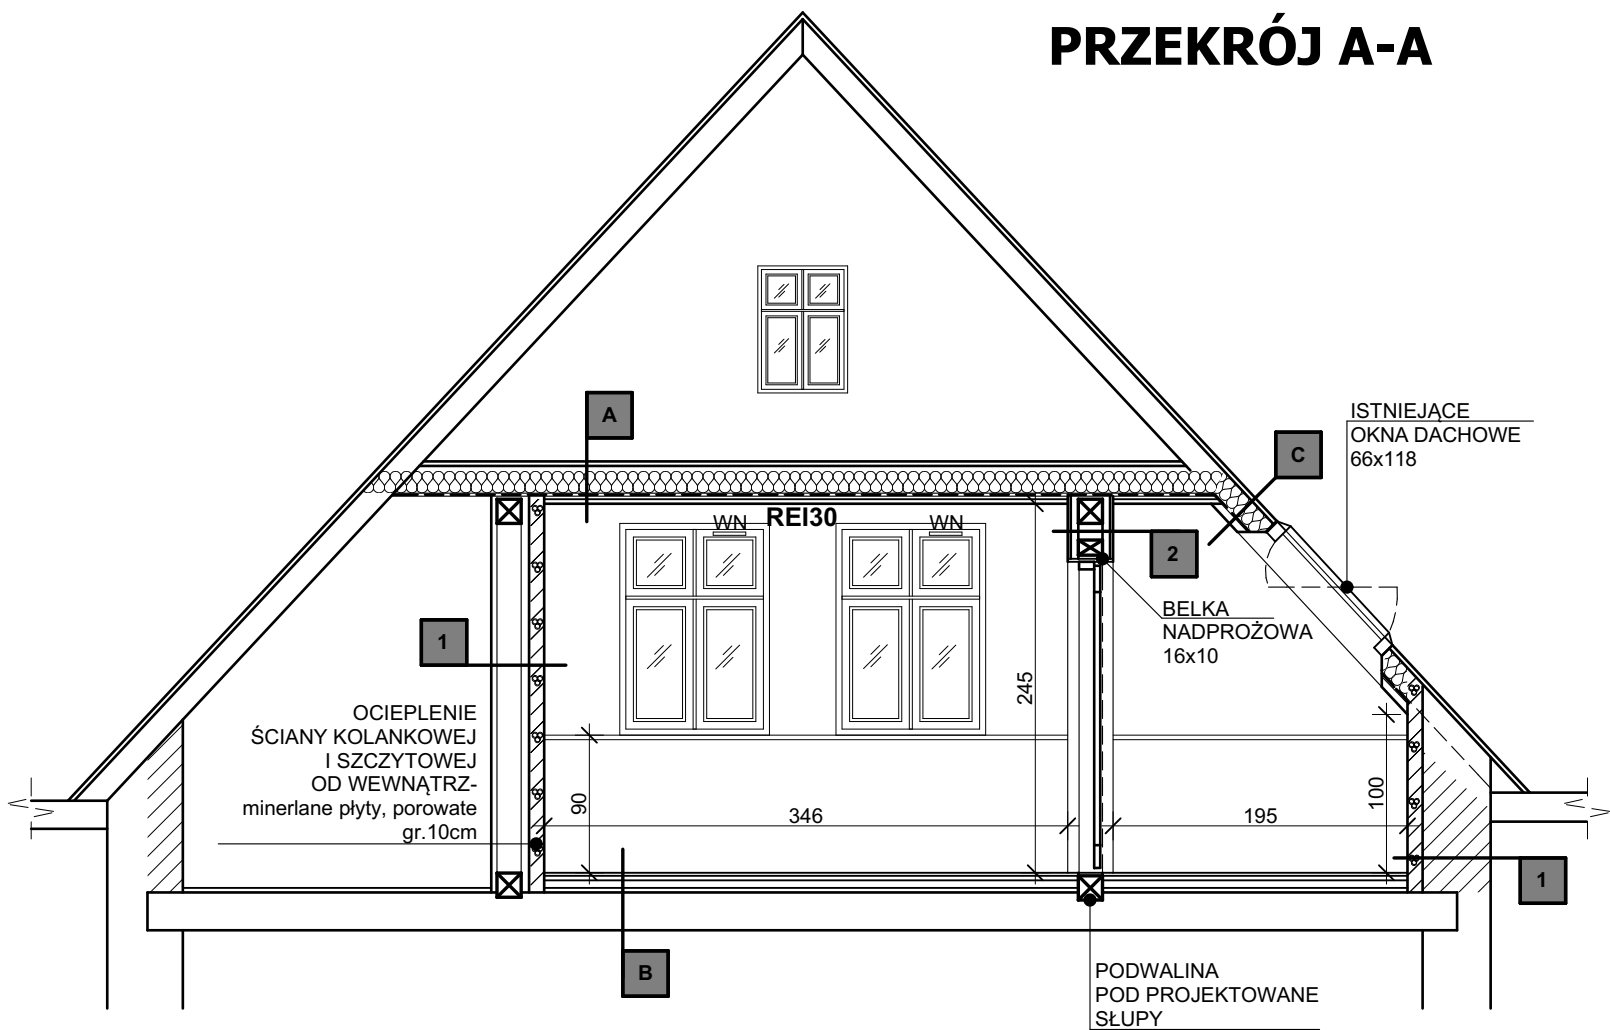 PRZEKRÓJ A-A
A
ISTNIEJĄCE
OKNA DACHOWE
66x118
C
WN
REI30
WN
2
BELKA
NADPROŻOWA
16x10
1
245
OCIEPLENIE
ŚCIANY KOLANKOWEJ
I SZCZYTOWEJ
OD WEWNĄTRZ-
minerlane płyty, porowate
gr.10cm
90
346
195
100
1
B
PODWALINA
POD PROJEKTOWANE
SŁUPY